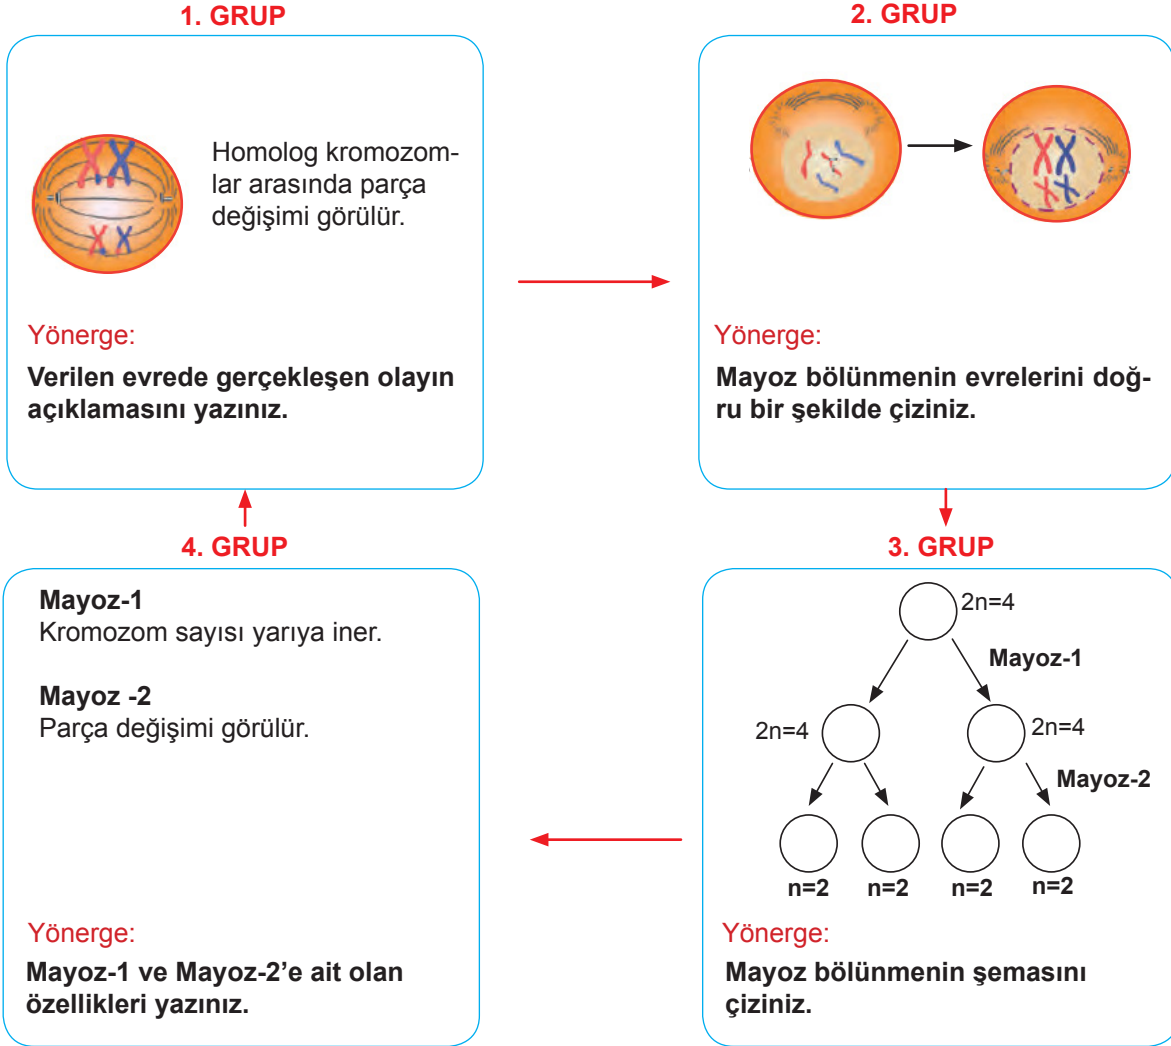 1. GRUP
Homolog kromozom-
lar arasında parça
değişimi görülür.
Yönerge:
Verilen evrede gerçekleşen olayın
açıklamasını yazınız.
2. GRUP
Yönerge:
Mayoz bölünmenin evrelerini doğ-
ru bir şekilde çiziniz.
3. GRUP
2n=4
Mayoz-1
2n=4
2n=4
Mayoz-2
n=2
n=2
n=2
n=2
Yönerge:
Mayoz bölünmenin şemasını
çiziniz.
4. GRUP
Mayoz-1
Kromozom sayısı yarıya iner.
Mayoz -2
Parça değişimi görülür.
Yönerge:
Mayoz-1 ve Mayoz-2’e ait olan
özellikleri yazınız.